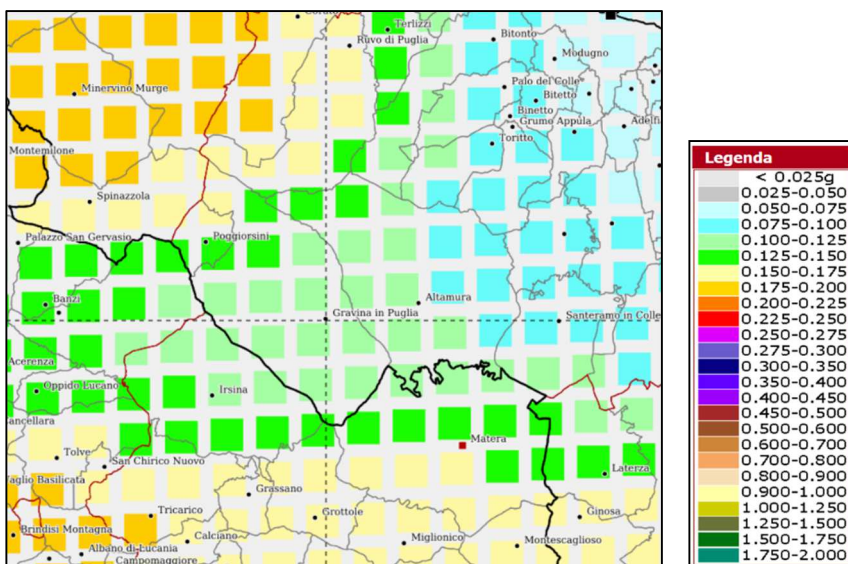 Terlizzi
Ruvo di Puglia
Bitonto
Modugno
Minervino Murge
Palo del Colle
Bitetto
Binetto
Grumo Appula
Adelfi
Toritto
Montemilone
Spinazzola
Palazzo San Gervasio
Poggiorsini
Banzi
Altamura
Gravina in Puglia
Santeramo in Colle
Acerenza
Oppido Lucano
Irsina
Cancellara
Matera
Tolve
San Chirico Nuovo
Laterza
Vaglio Basilicata
Grassano
Tricarico
Grottole
Ginosa
Brindisi Montagna
Calciano
Miglionico
Montescaglioso
Albano di Lucania
Campomaggiore
Legenda
< 0.025g
0.025-0.050
0.050-0.075
0.075-0.100
0.100-0.125
0.125-0.150
0.150-0.175
0.175-0.200
0.200-0.225
0.225-0.250
0.250-0.275
0.275-0.300
0.300-0.350
0.350-0.400
0.400-0.450
0.450-0.500
0.500-0.600
0.600-0.700
0.700-0.800
0.800-0.900
0.900-1.000
1.000-1.250
1.250-1.500
1.500-1.750
1.750-2.000